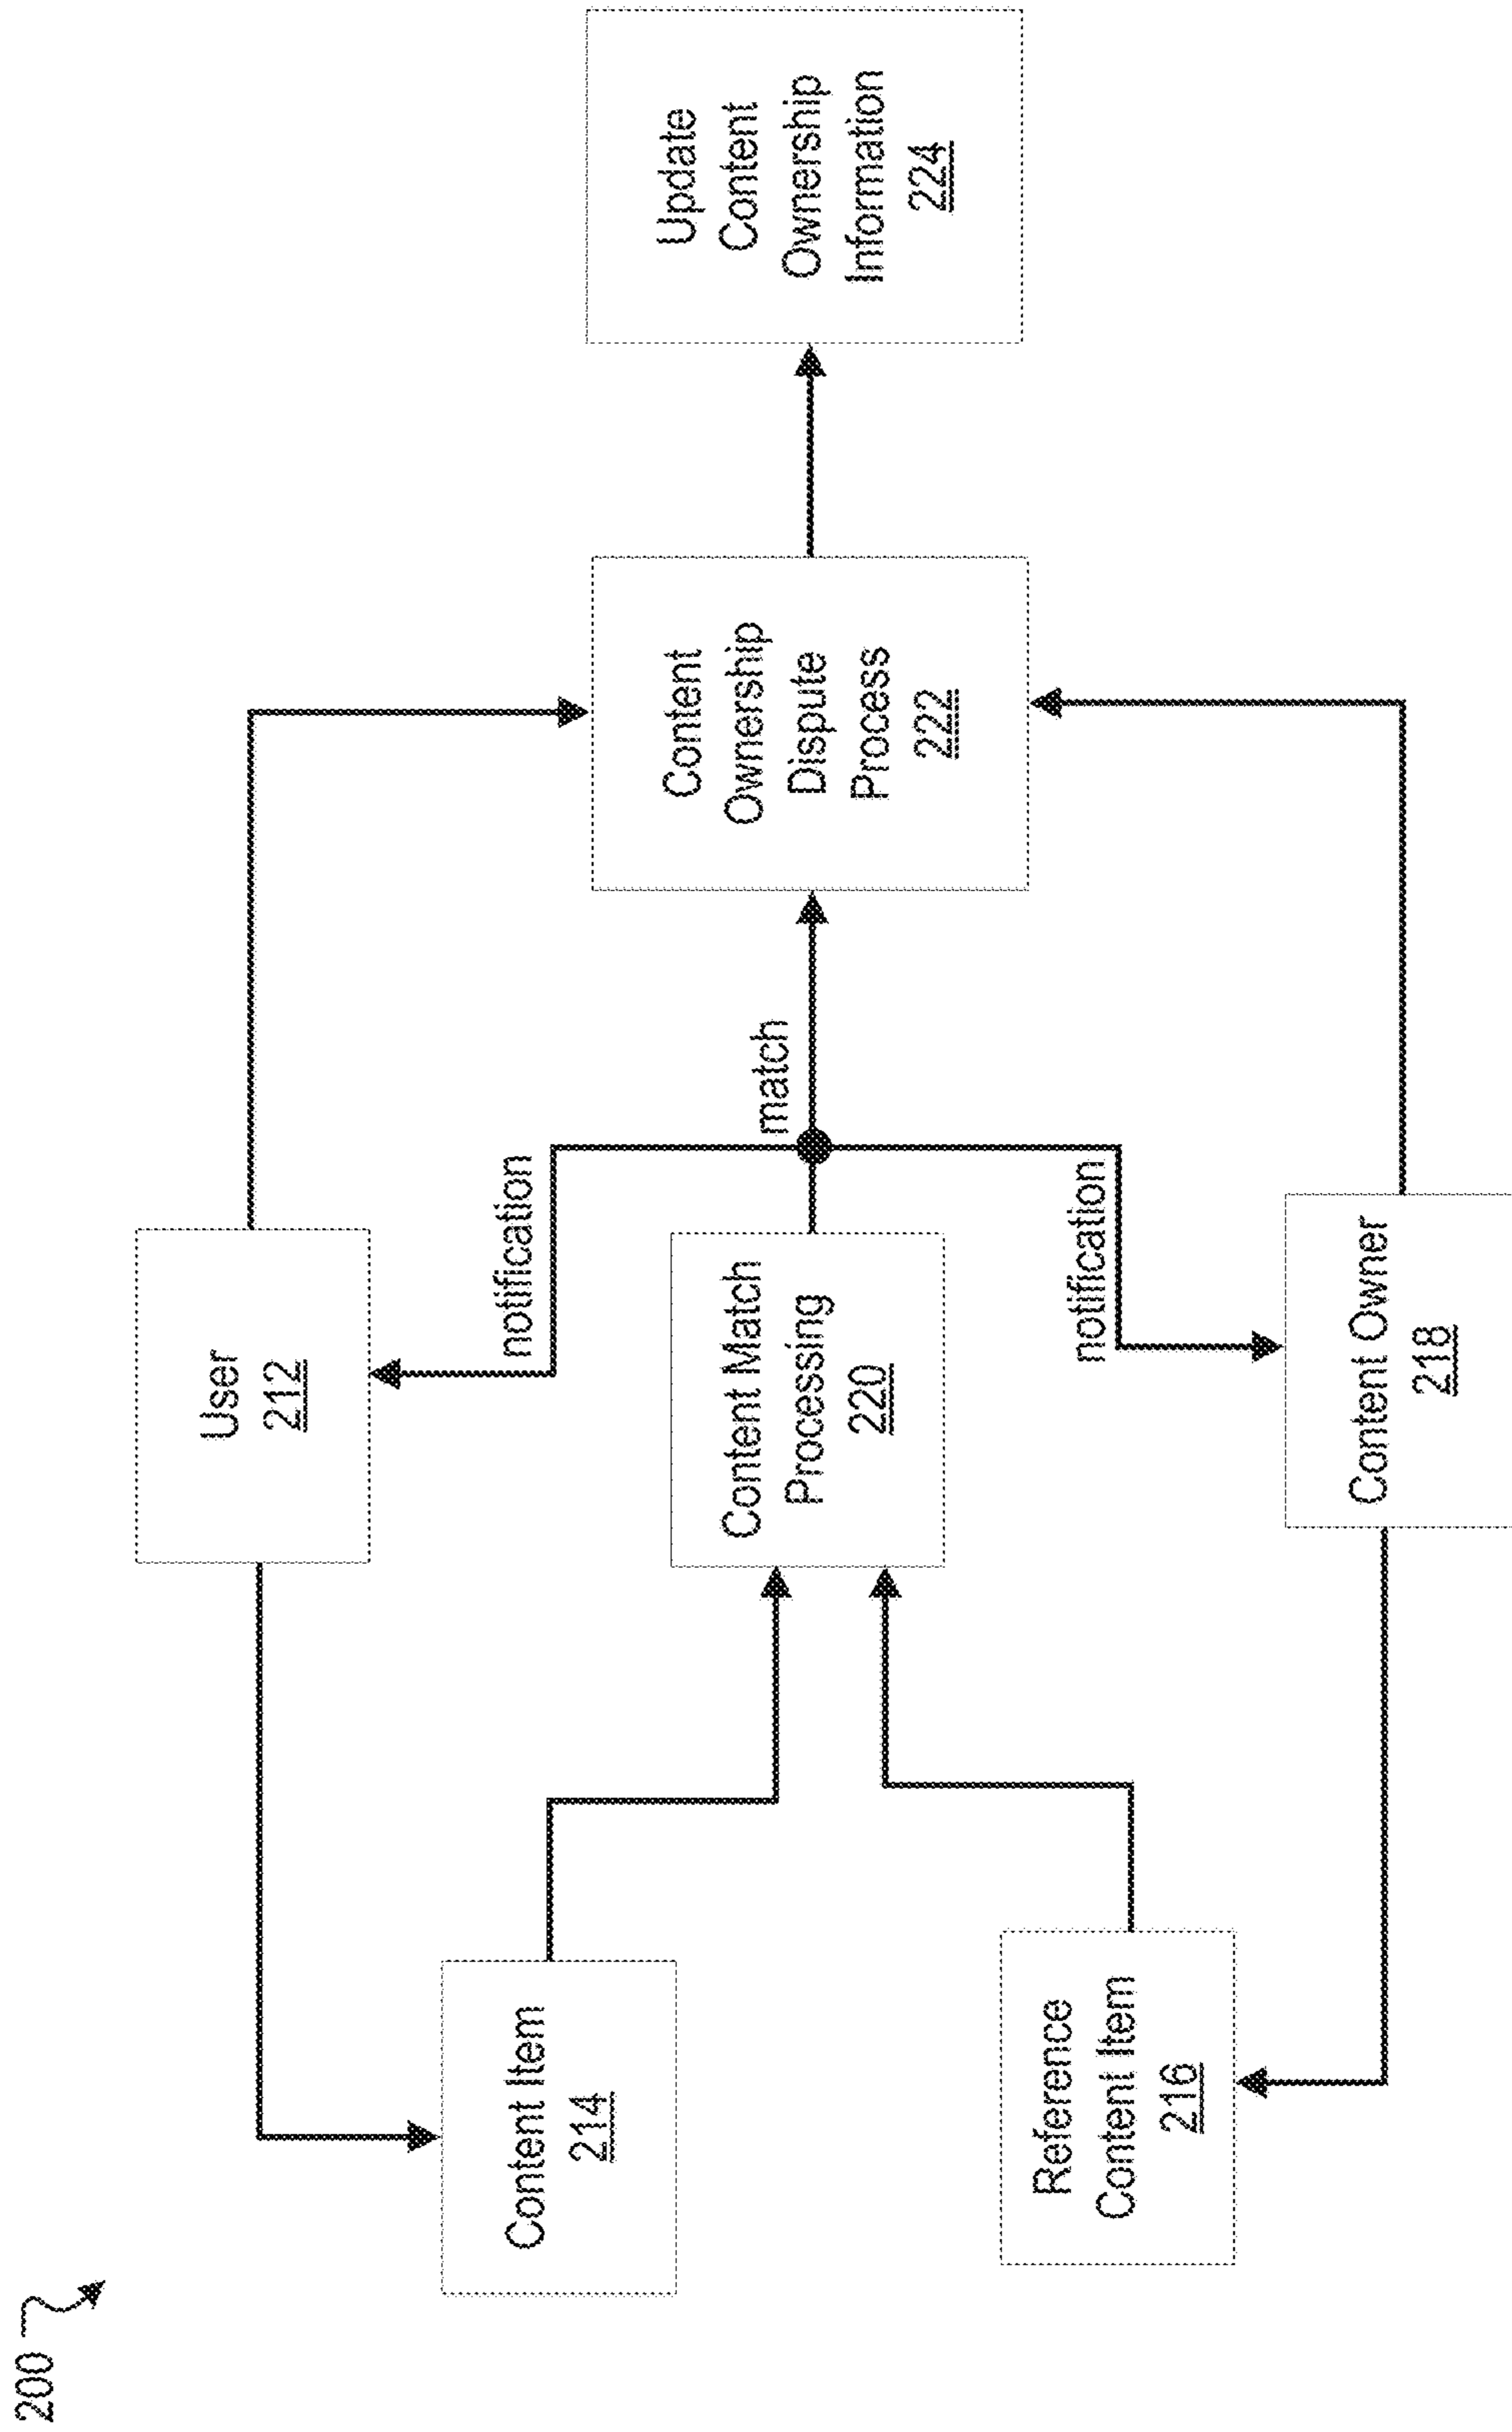 200
User
212
Content Item
214
notification
Content Match
Processing
220
match
Content
Ownership
Dispute
Process
222
Update
Content
Ownership
Information
224
Reference
Content Item
216
notification
Content Owner
218